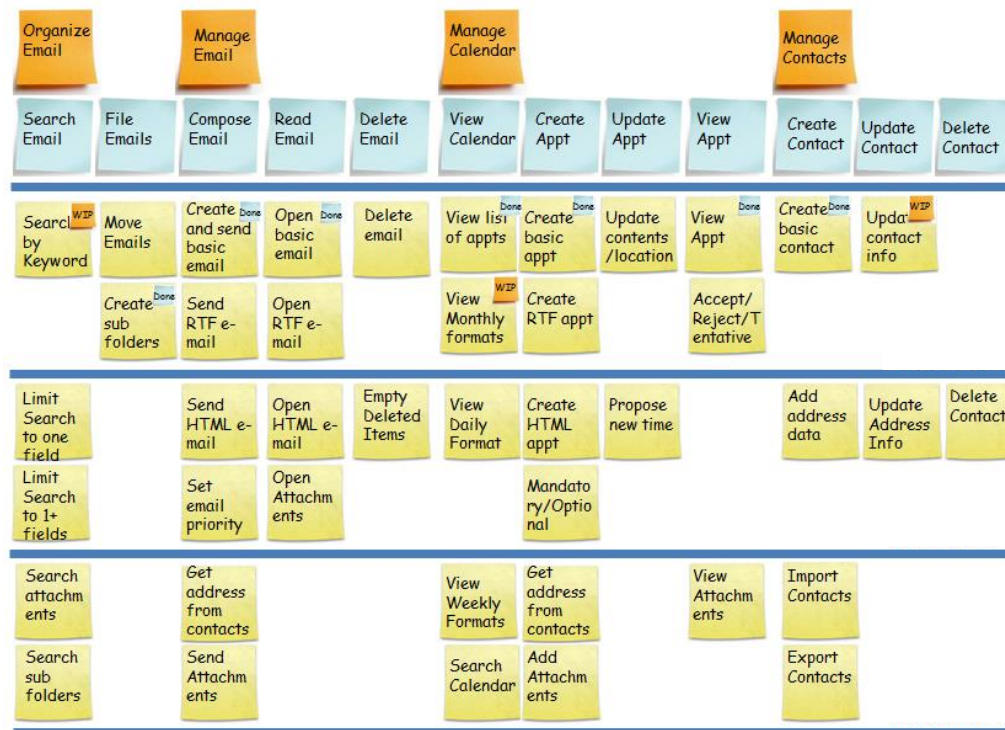 Organize
Email
Manage
Email
Manage
Calendar
Manage
Contacts
Search
Email
File
Emails
Compose
Email
Read
Email
Delete
Email
View
Calendar
Create
Appt
Update
Appt
View
Appt
Create
Contact
Update
Contact
Delete
Contact
Search
by
Keyword
WIP
Move
Emails
Create
and send
basic
email
Done
Open
basic
email
Done
Delete
email
View list
of appts
Done
Create
basic
appt
Done
Update
contents
/location
View
Appt
Done
Create
basic
contact
Done
Update
contact
info
WIP
Create
sub
folders
Done
Send
RTF e-
mail
Open
RTF e-
mail
View
Monthly
formats
WIP
Create
RTF appt
Accept/
Reject/T
entative
Limit
Search
to one
field
Send
HTML e-
mail
Open
HTML e-
mail
Empty
Deleted
Items
View
Daily
Format
Create
HTML
appt
Propose
new time
Add
address
data
Update
Address
Info
Delete
Contact
Limit
Search
to 1+
fields
Set
email
priority
Open
Attachm
ents
Mandato
ry/Optio
nal
Search
attachm
ents
Get
address
from
contacts
View
Weekly
Formats
Get
address
from
contacts
View
Attachm
ents
Import
Contacts
Search
sub
folders
Send
Attachm
ents
Search
Calendar
Add
Attachm
ents
Export
Contacts